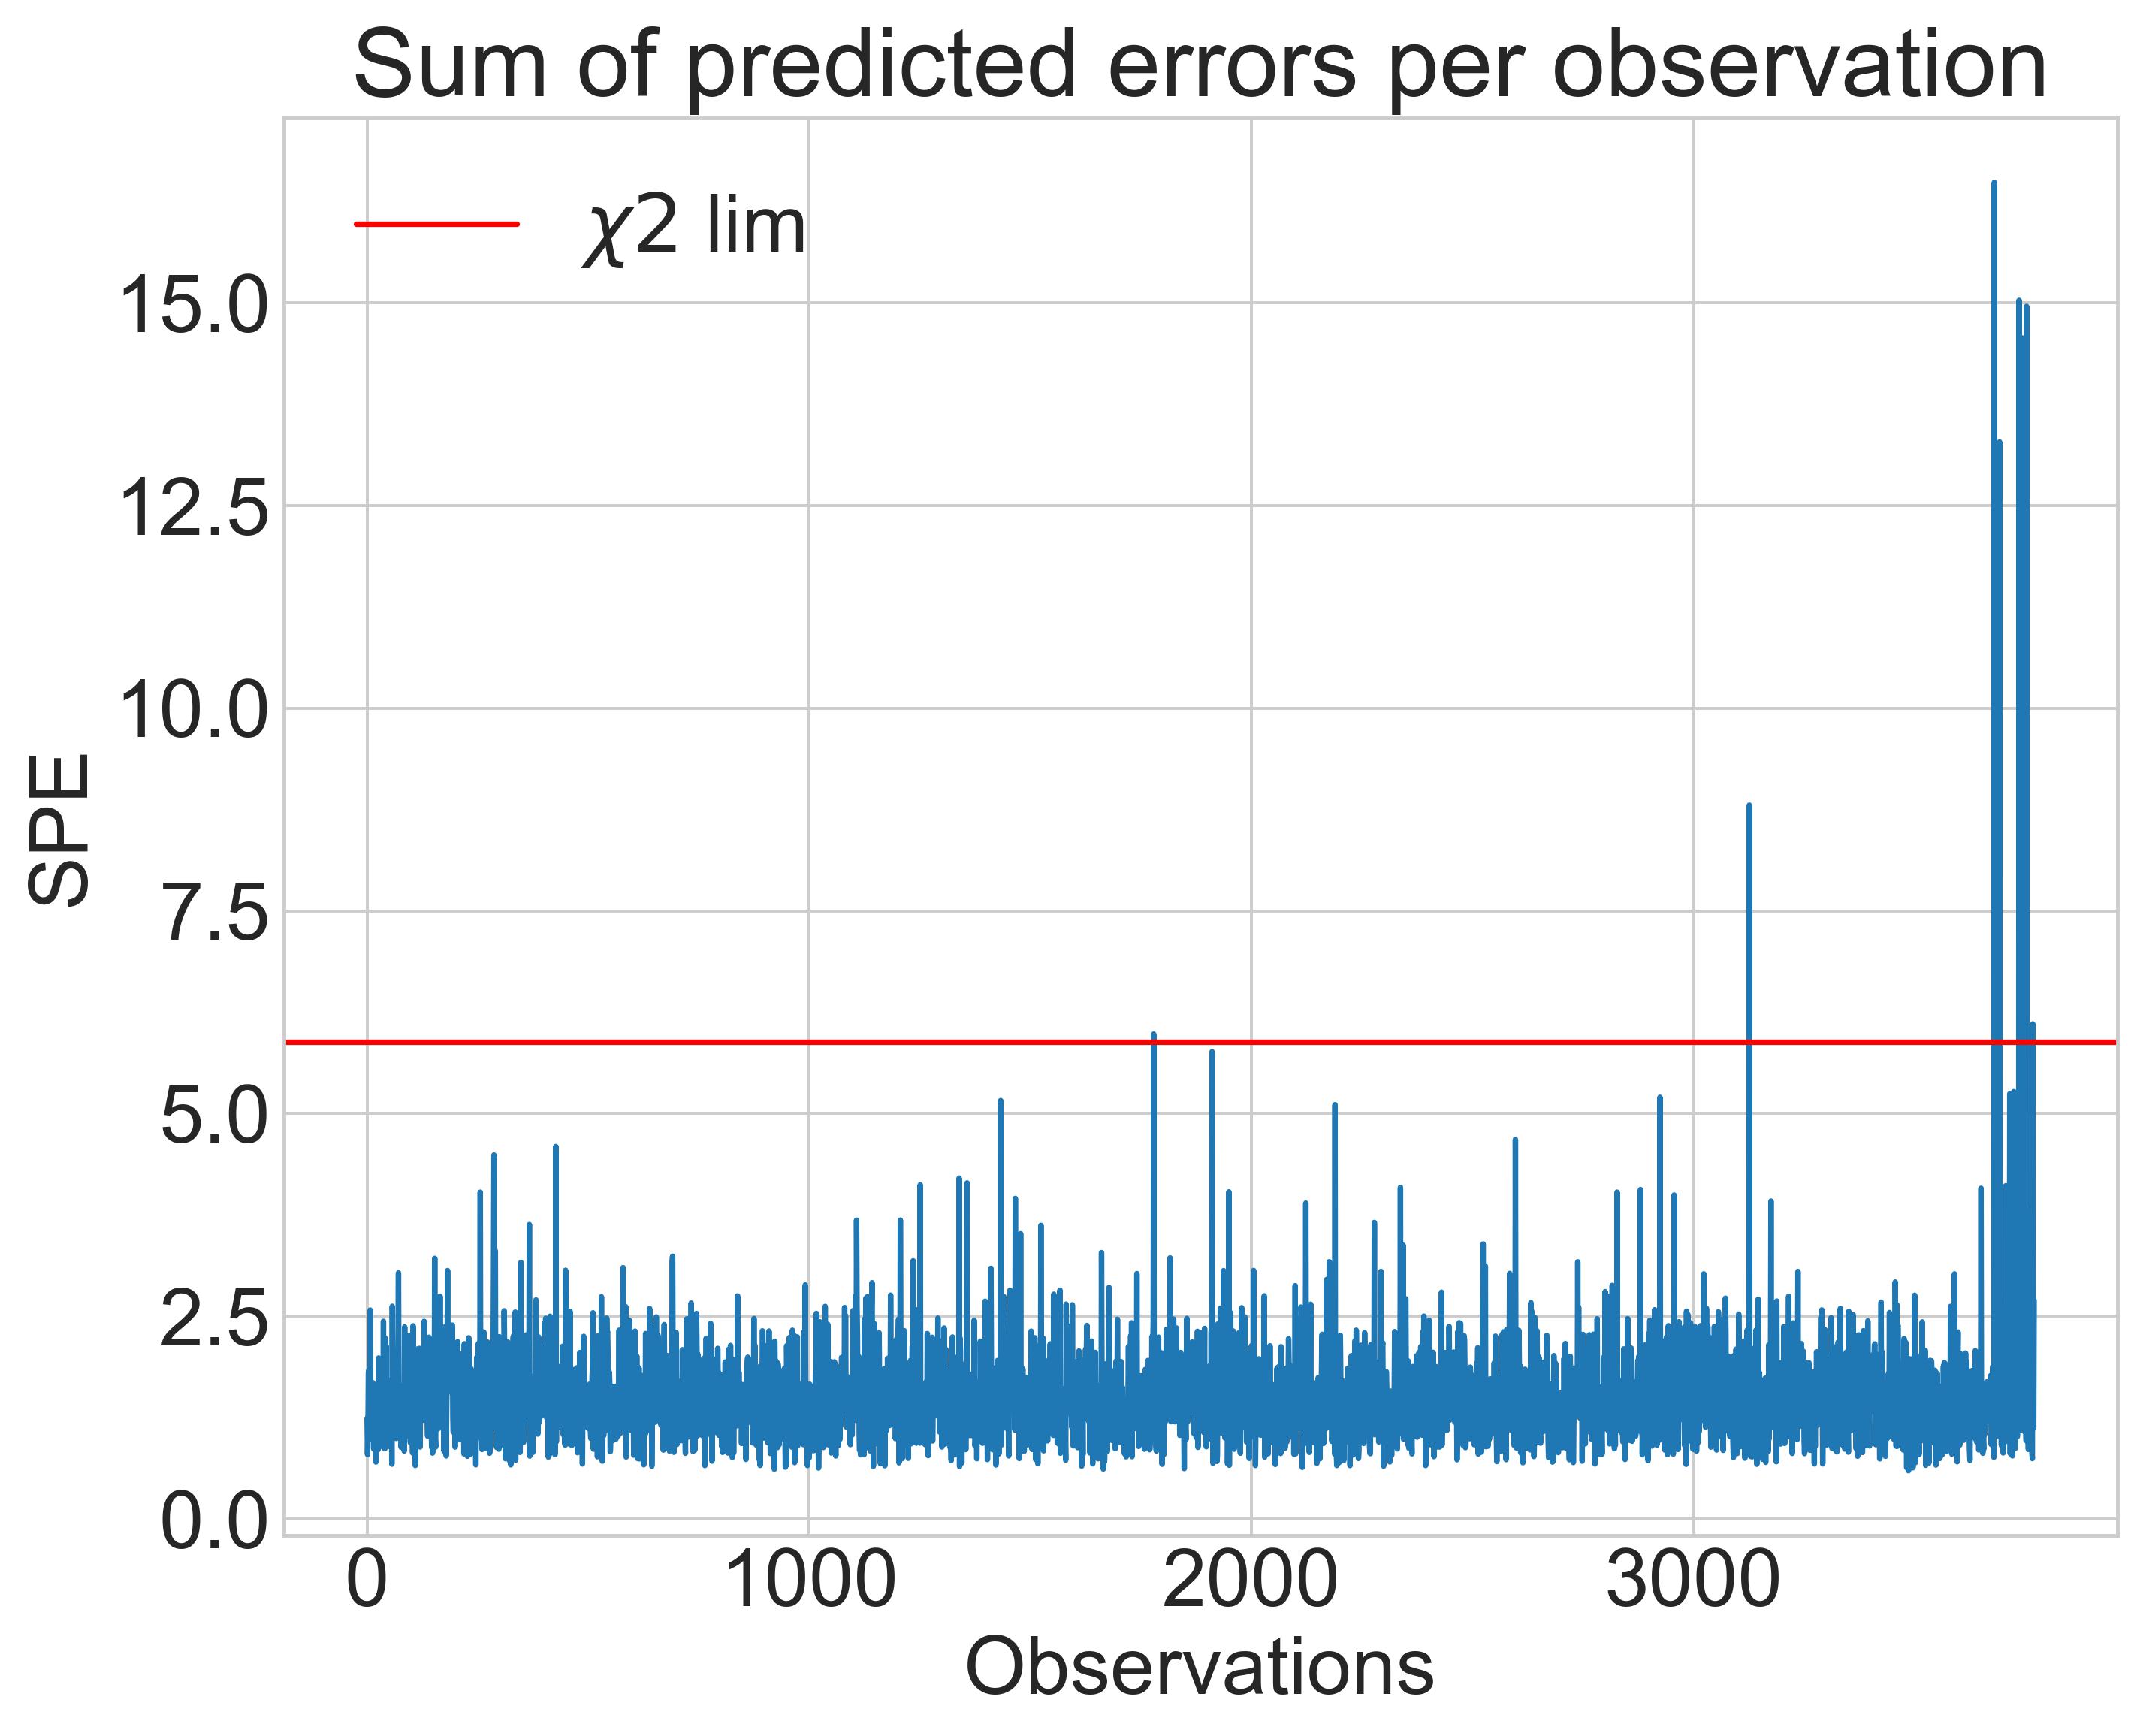 Sum of predicted errors per observation
χ2 lim
15.0
12.5
10.0
7.5
5.0
2.5
0.0
SPE
0 1000 2000 3000
Observations